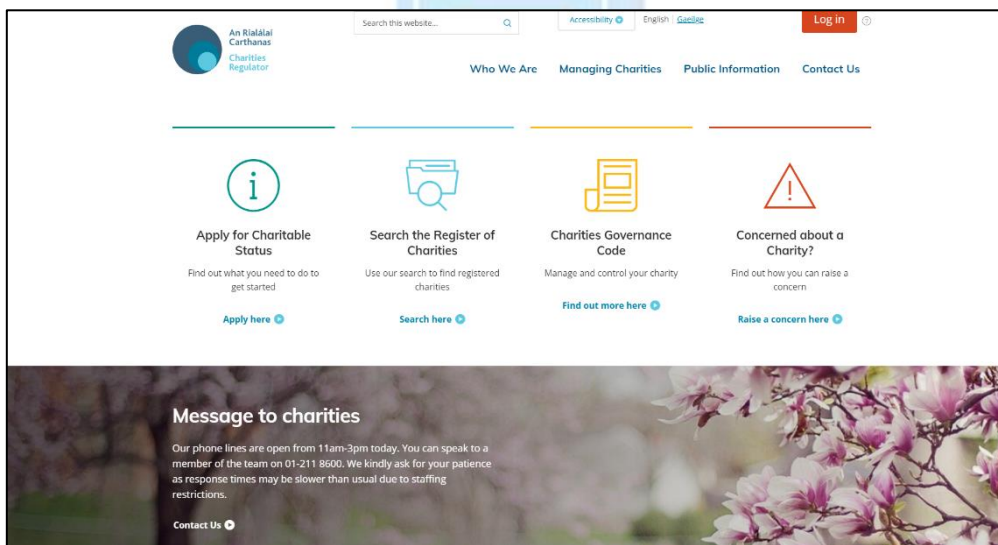 An Rialálaí
Carthanas
Charities
Regulator
Search this website...
Accessibility
English
Gaeilge
Log in
Who We Are
Managing Charities
Public Information
Contact Us
Apply for Charitable
Status
Find out what you need to do to
get started
Apply here
Search the Register of
Charities
Use our search to find registered
charities
Search here
Charities Governance
Code
Manage and control your charity
Find out more here
Concerned about a
Charity?
Find out how you can raise a
concern
Raise a concern here
Message to charities
Our phone lines are open from 11am-3pm today. You can speak to a
member of the team on 01-211 8600. We kindly ask for your patience
as response times may be slower than usual due to staffing
restrictions.
Contact Us